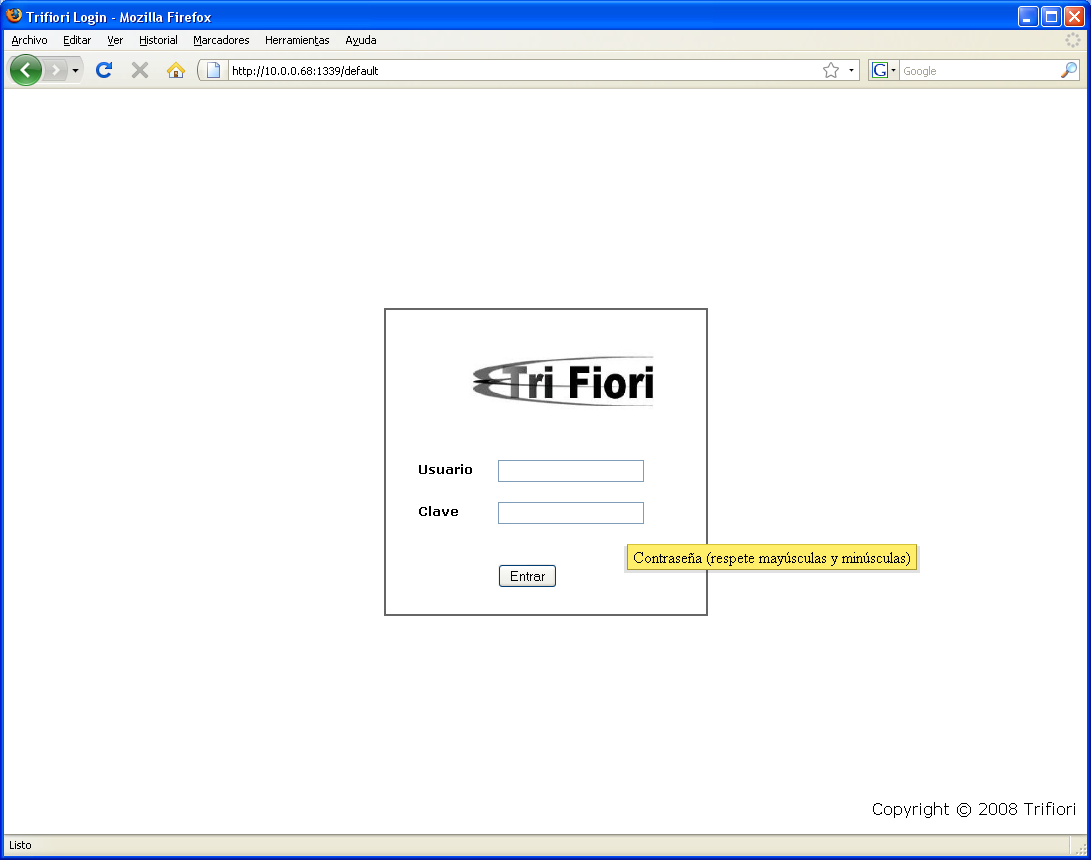 Trifiori Login - Mozilla Firefox
Archivo Editar Ver Historial Marcadores Herramientas Ayuda
http://10.0.0.68:1339/default
G Google
Tri Fiori
Usuario
Clave
Contraseña (respete mayúsculas y minúsculas)
Entrar
Copyright © 2008 Trifiori
Listo